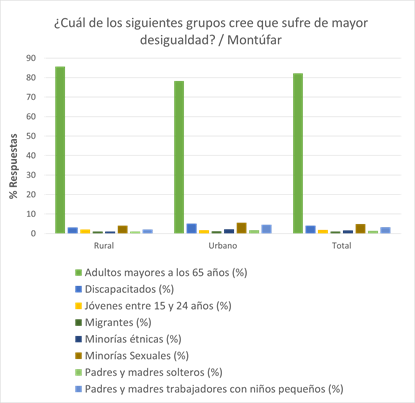 ¿Cuál de los siguientes grupos cree que sufre de mayor
desigualdad? / Montúfar
90
80
70
60
50
40
30
20
10
0
% Respuestas
Rural Urbano Total
Adultos mayores a los 65 años (%)
Discapacitados (%)
Jóvenes entre 15 y 24 años (%)
Migrantes (%)
Minorías étnicas (%)
Minorías Sexuales (%)
Padres y madres solteros (%)
Padres y madres trabajadores con niños pequeños (%)